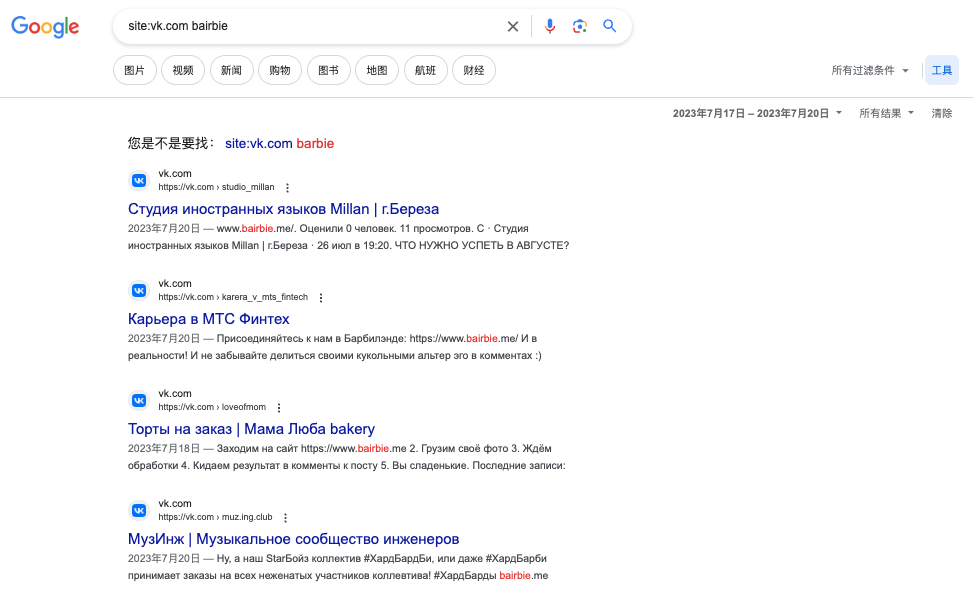 Google
site:vk.com bairbie
图片 视频 新闻 购物 图书 地图 航班 财经
所有过滤条件
工具
2023年7月17日 – 2023年7月20日
所有结果
清除
您是不是要找： site:vk.com barbie
vk.com
https://vk.com › studio_millan
Студия иностранных языков Millan | г.Береза
2023年7月20日 — www.bairbie.me/. Оценили 0 человек. 11 просмотров. С · Студия
иностранных языков Millan | г.Береза · 26 июл в 19:20. ЧТО НУЖНО УСПЕТЬ В АВГУСТЕ?
vk.com
https://vk.com › karera_v_mts_fintech
Карьера в МТС Финтех
2023年7月20日 — Присоединяйтесь к нам в Барбилэнде: https://www.bairbie.me/ И в
реальности! И не забывайте делиться своими кукольными альтер эго в комментах :)
vk.com
https://vk.com › loveofmom
Торты на заказ | Мама Люба bakery
2023年7月18日 — Заходим на сайт https://www.bairbie.me 2. Грузим своё фото 3. Ждём
обработки 4. Кидаем результат в комменты к посту 5. Вы сладенькие. Последние записи:
vk.com
https://vk.com › muz.ing.club
МузИнж | Музыкальное сообщество инженеров
2023年7月20日 — Ну, а наш StarБойз коллектив #ХардБардБи, или даже #ХардБарби
принимает заказы на всех неженатых участников коллевтива! #ХардБарды bairbie.me